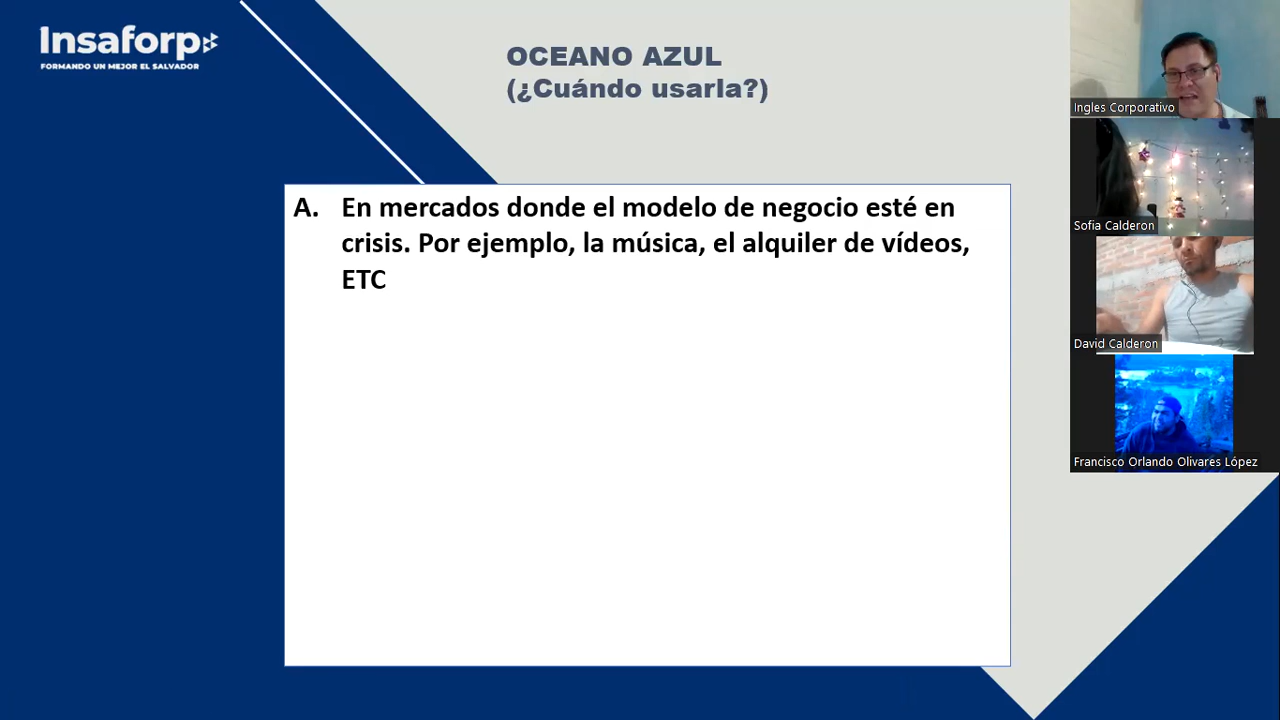 Insaforp
FORMANDO UN MEJOR EL SALVADOR
OCEANO AZUL
(¿Cuándo usarla?)
A. En mercados donde el modelo de negocio esté en
crisis. Por ejemplo, la música, el alquiler de vídeos,
ETC
Ingles Corporativo
Sofia Calderon
David Calderon
Francisco Orlando Olivares López